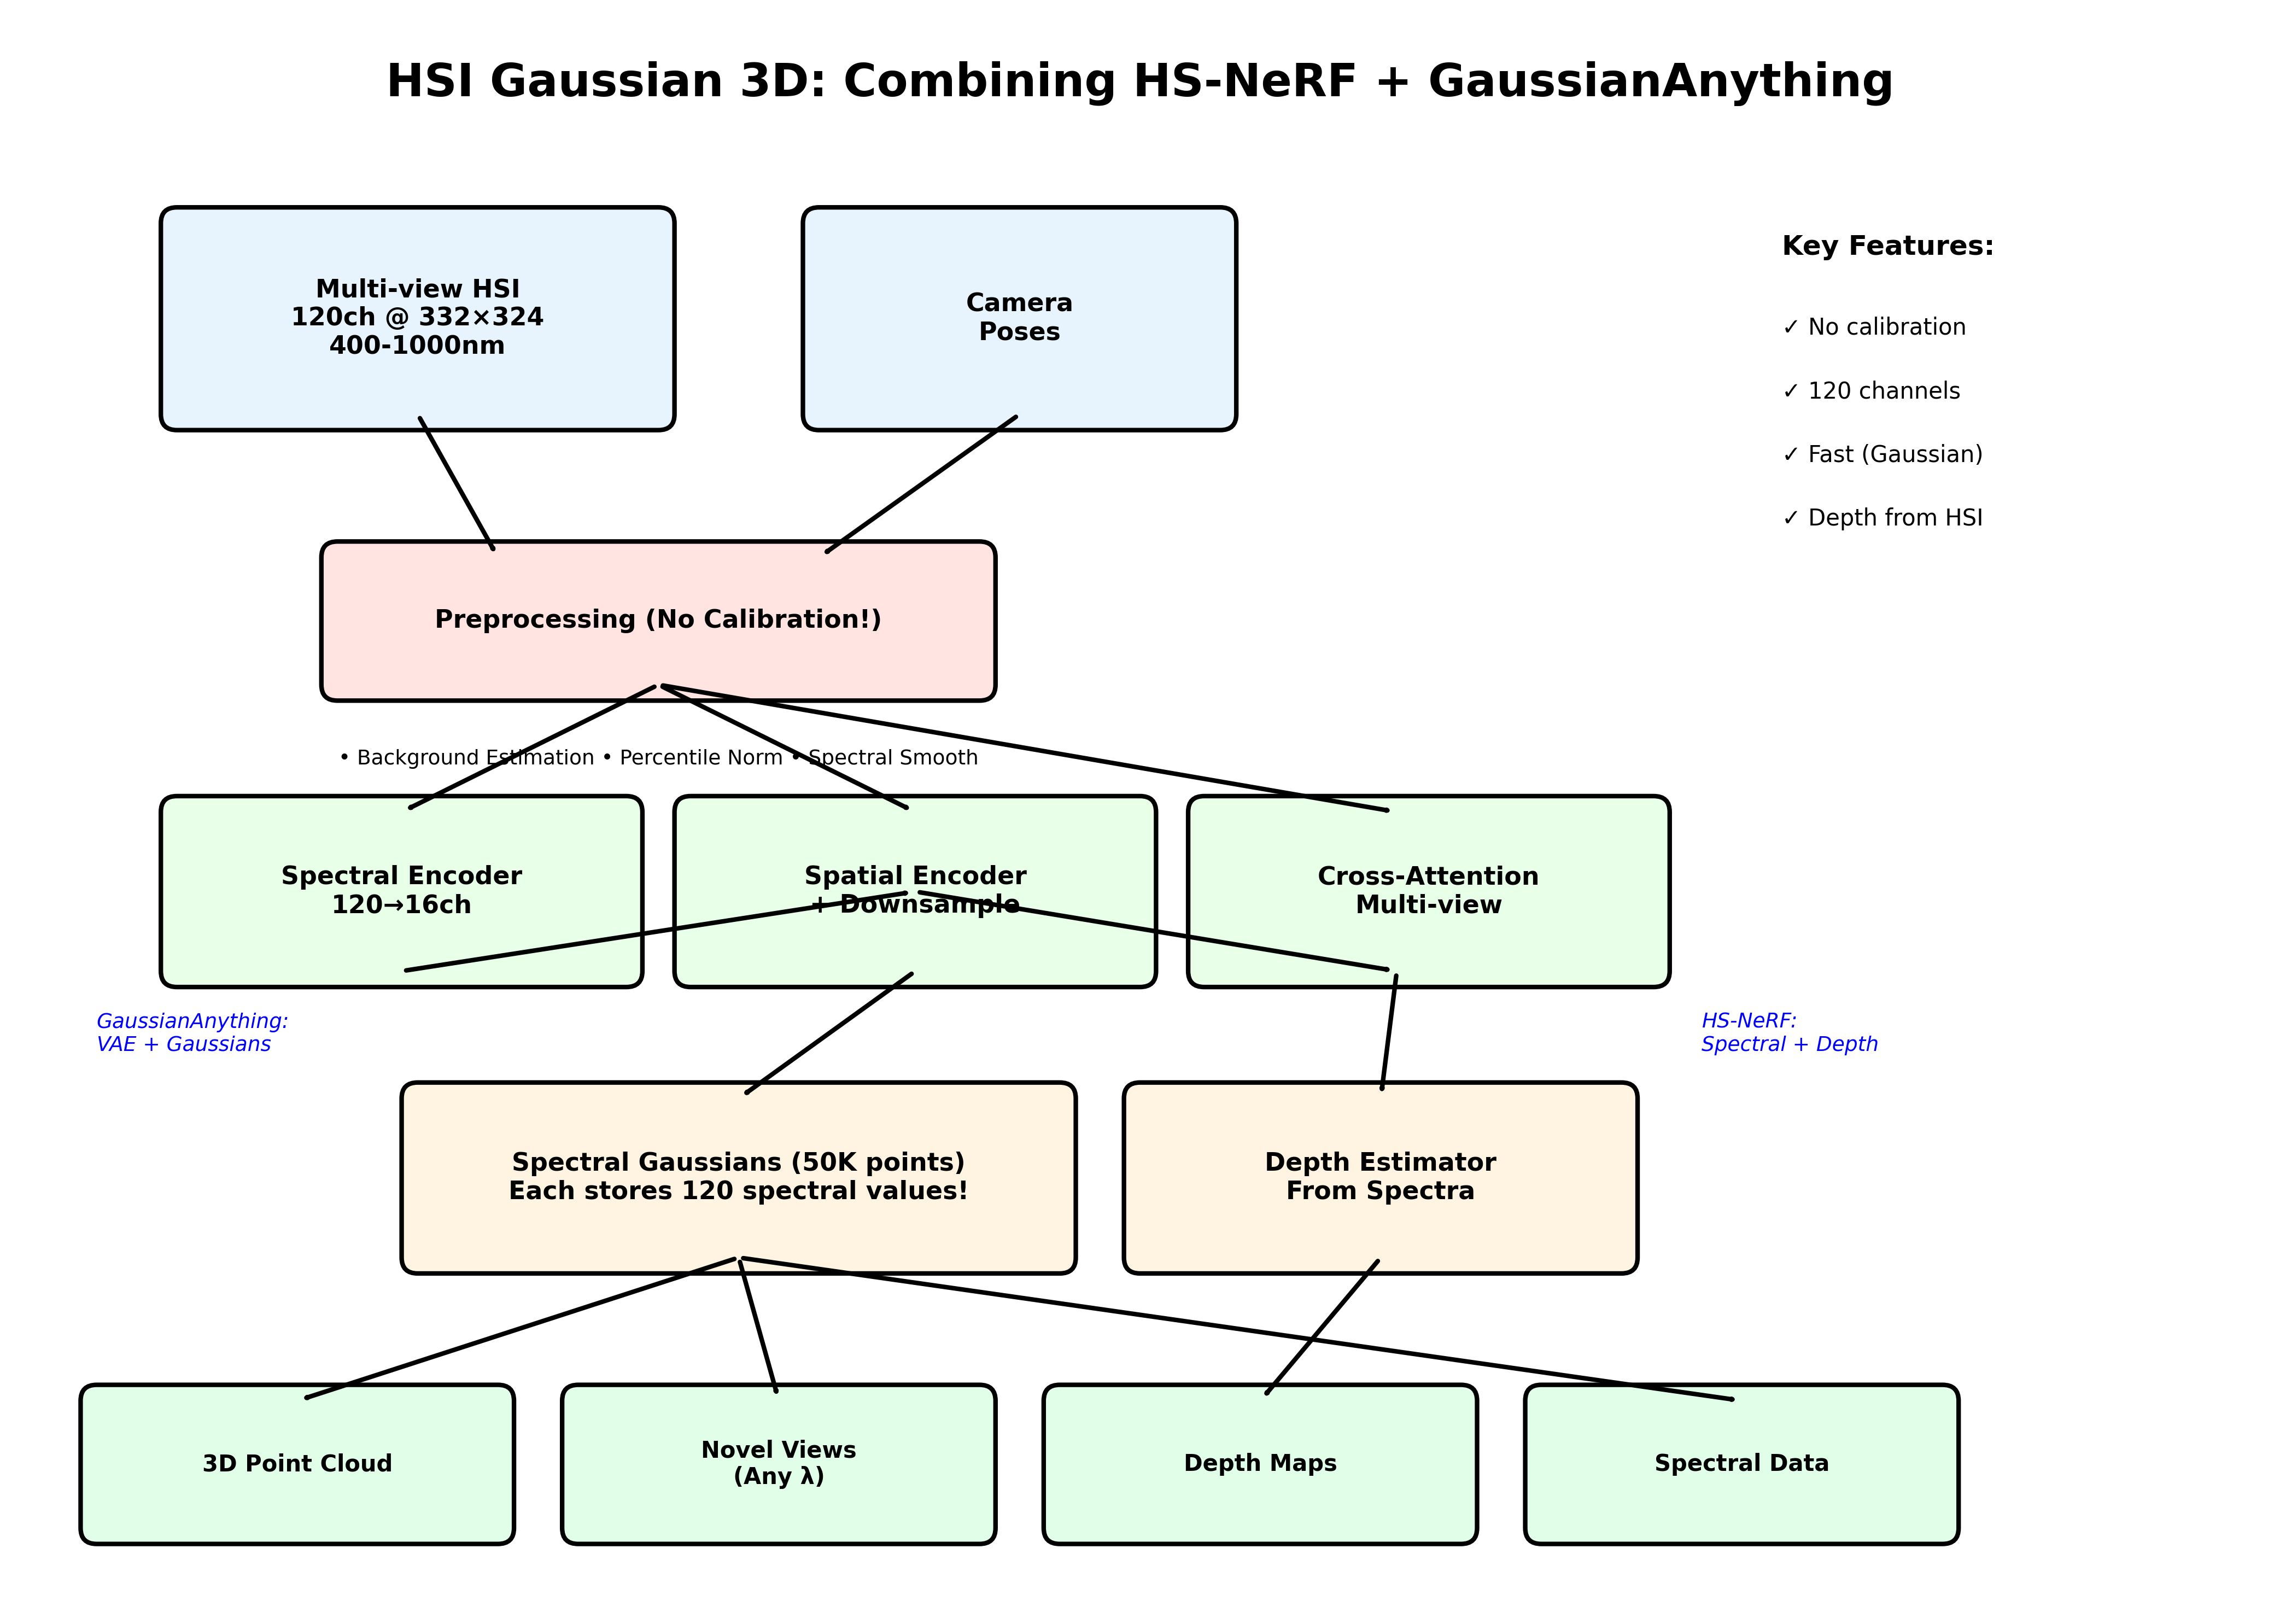 HSI Gaussian 3D: Combining HS-NeRF + GaussianAnything
Multi-view HSI
120ch @ 332×324
400-1000nm
Camera
Poses
Key Features:
✓ No calibration
✓ 120 channels
✓ Fast (Gaussian)
✓ Depth from HSI
Preprocessing (No Calibration!)
• Background Estimation • Percentile Norm • Spectral Smooth
Spectral Encoder
120→16ch
Spatial Encoder
+ Downsample
Cross-Attention
Multi-view
GaussianAnything:
VAE + Gaussians
HS-NeRF:
Spectral + Depth
Spectral Gaussians (50K points)
Each stores 120 spectral values!
Depth Estimator
From Spectra
3D Point Cloud
Novel Views
(Any λ)
Depth Maps
Spectral Data